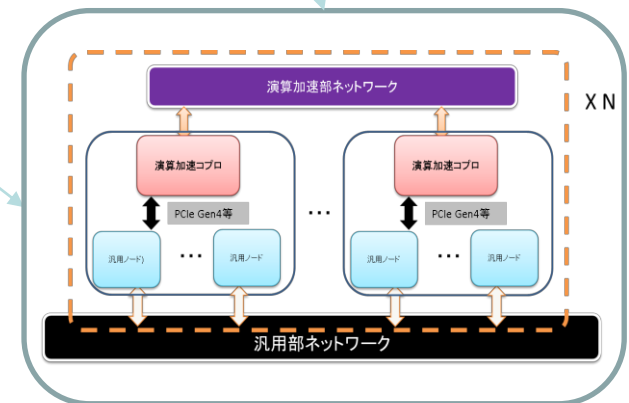 演算加速部ネットワーク
X N
演算加速コプロ
演算加速コプロ
PCIe Gen4等
…
PCIe Gen4等
汎用ノード)
…
汎用ノード
汎用ノード
…
汎用ノード
汎用部ネットワーク